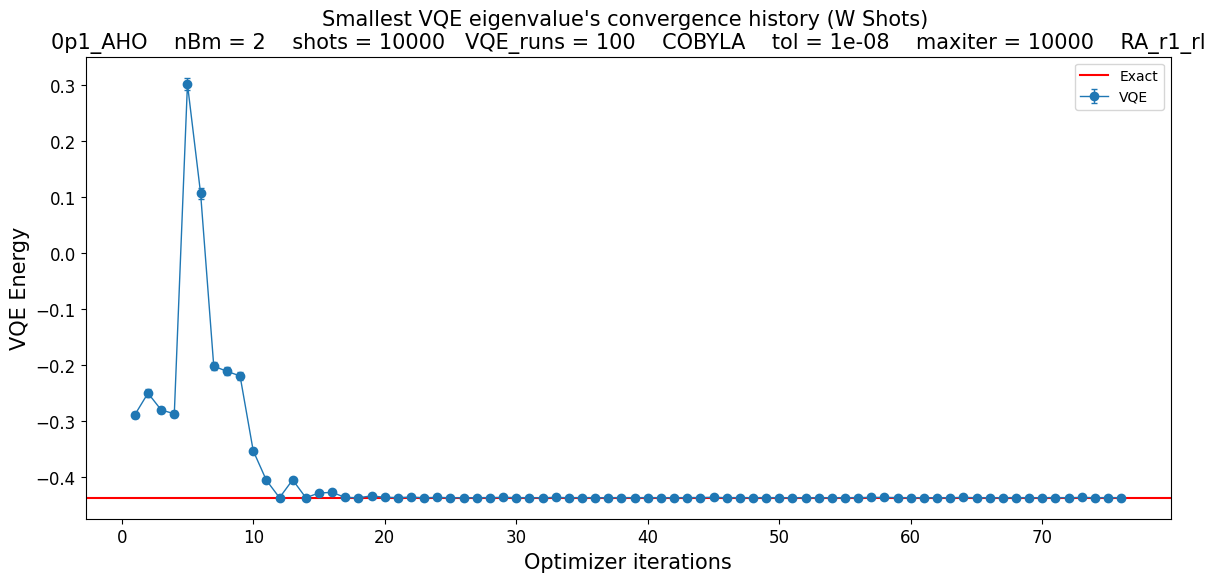 Smallest VQE eigenvalue's convergence history (W Shots)
0p1_AHO    nBm = 2    shots = 10000   VQE_runs = 100    COBYLA    tol = 1e-08    maxiter = 10000    RA_r1_rl
Exact
VQE
0.3
0.2
0.1
0.0
−0.1
−0.2
−0.3
−0.4
VQE Energy
0 10 20 30 40 50 60 70
Optimizer iterations